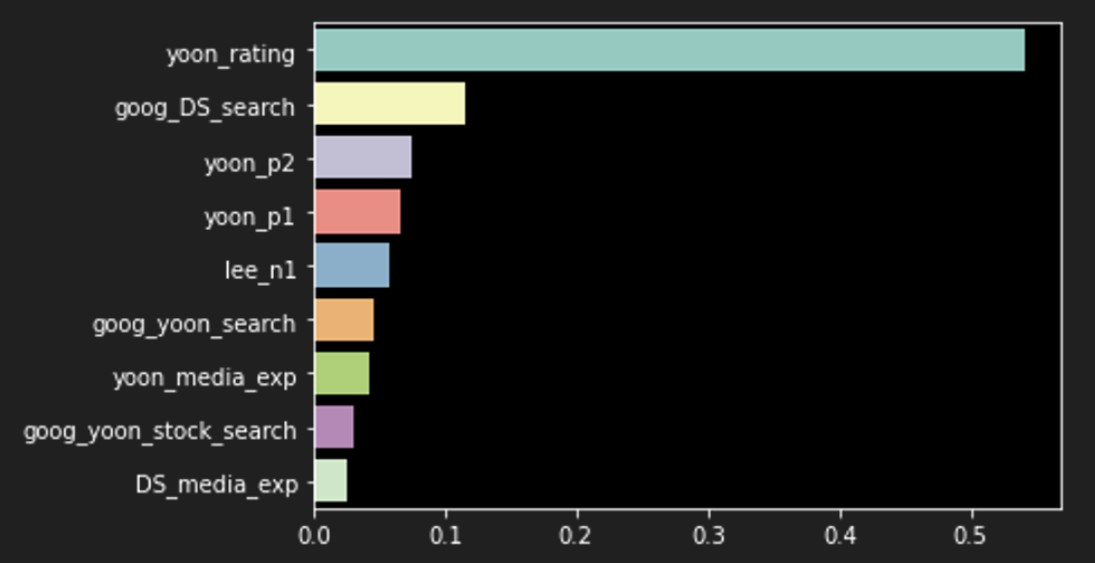 yoon_rating
goog_DS_search
yoon_p2
yoon_p1
lee_n1
goog_yoon_search
yoon_media_exp
goog_yoon_stock_search
DS_media_exp
0.0 0.1 0.2 0.3 0.4 0.5